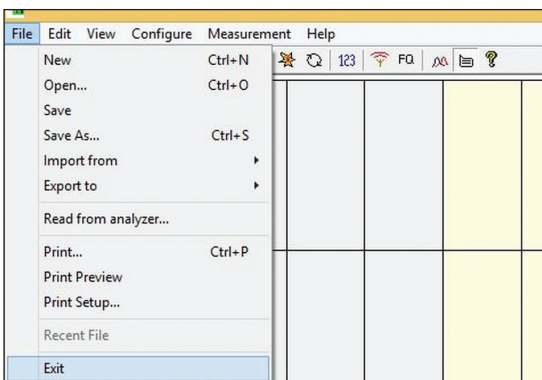 File Edit View Configure Measurement Help
New Ctrl+N
Open... Ctrl+O
Save
Save As... Ctrl+S
Import from
Export to
Read from analyzer...
Print... Ctrl+P
Print Preview
Print Setup...
Recent File
Exit
123 FQ ?